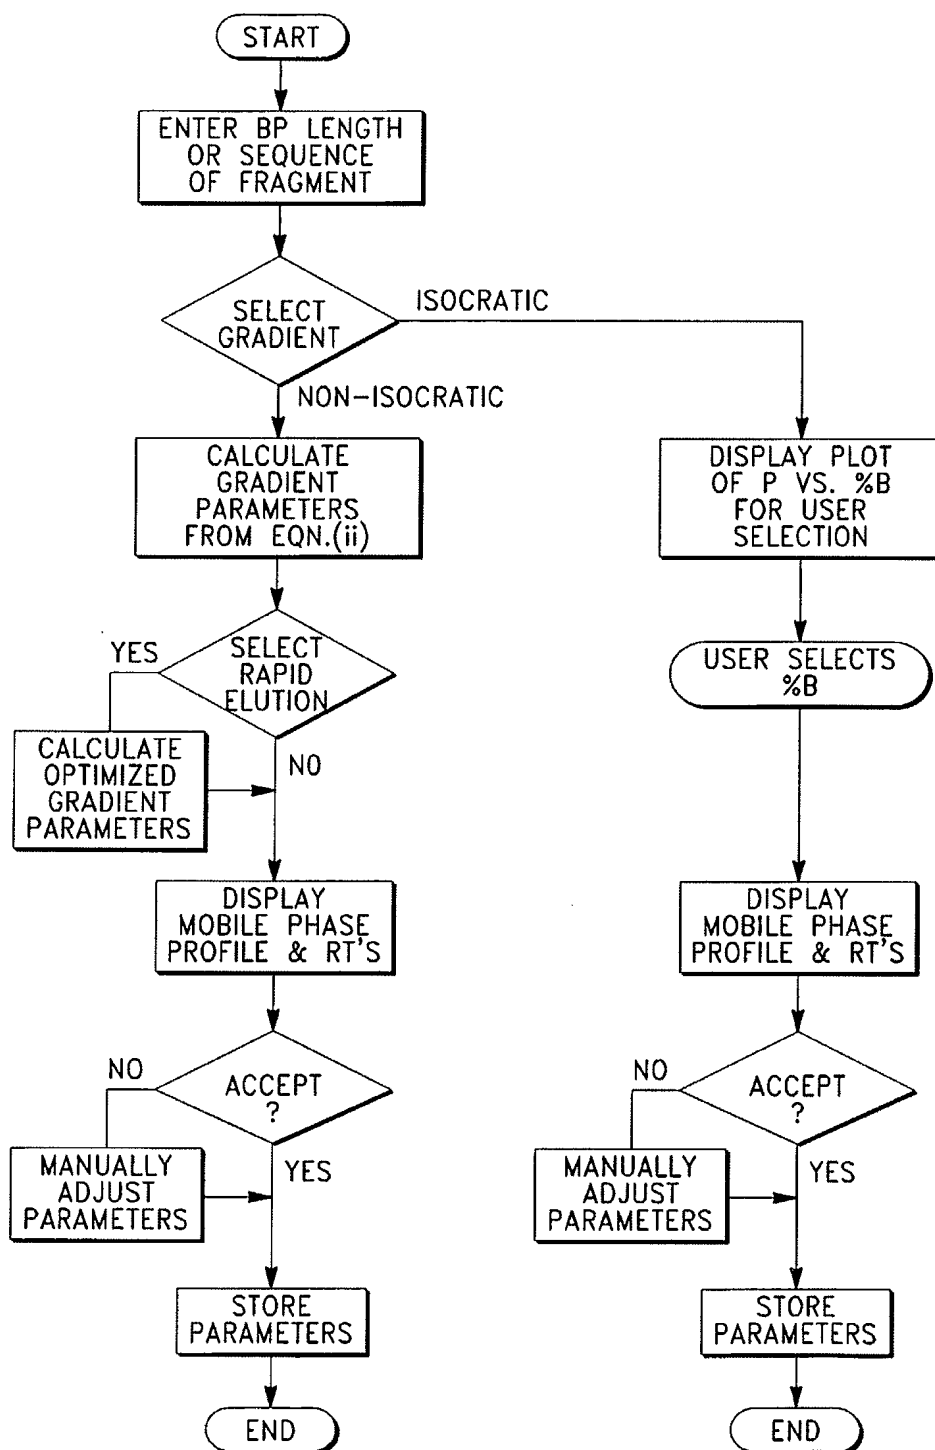 START
ENTER BP LENGTH
OR SEQUENCE
OF FRAGMENT
SELECT
GRADIENT
ISOCRATIC
NON-ISOCRATIC
CALCULATE
GRADIENT
PARAMETERS
FROM EQN.(ii)
DISPLAY PLOT
OF P VS. %B
FOR USER
SELECTION
YES
SELECT
RAPID
ELUTION
NO
USER SELECTS
%B
CALCULATE
OPTIMIZED
GRADIENT
PARAMETERS
DISPLAY
MOBILE PHASE
PROFILE & RT'S
DISPLAY
MOBILE PHASE
PROFILE & RT'S
NO
ACCEPT
?
YES
MANUALLY
ADJUST
PARAMETERS
NO
ACCEPT
?
YES
MANUALLY
ADJUST
PARAMETERS
STORE
PARAMETERS
STORE
PARAMETERS
END
END